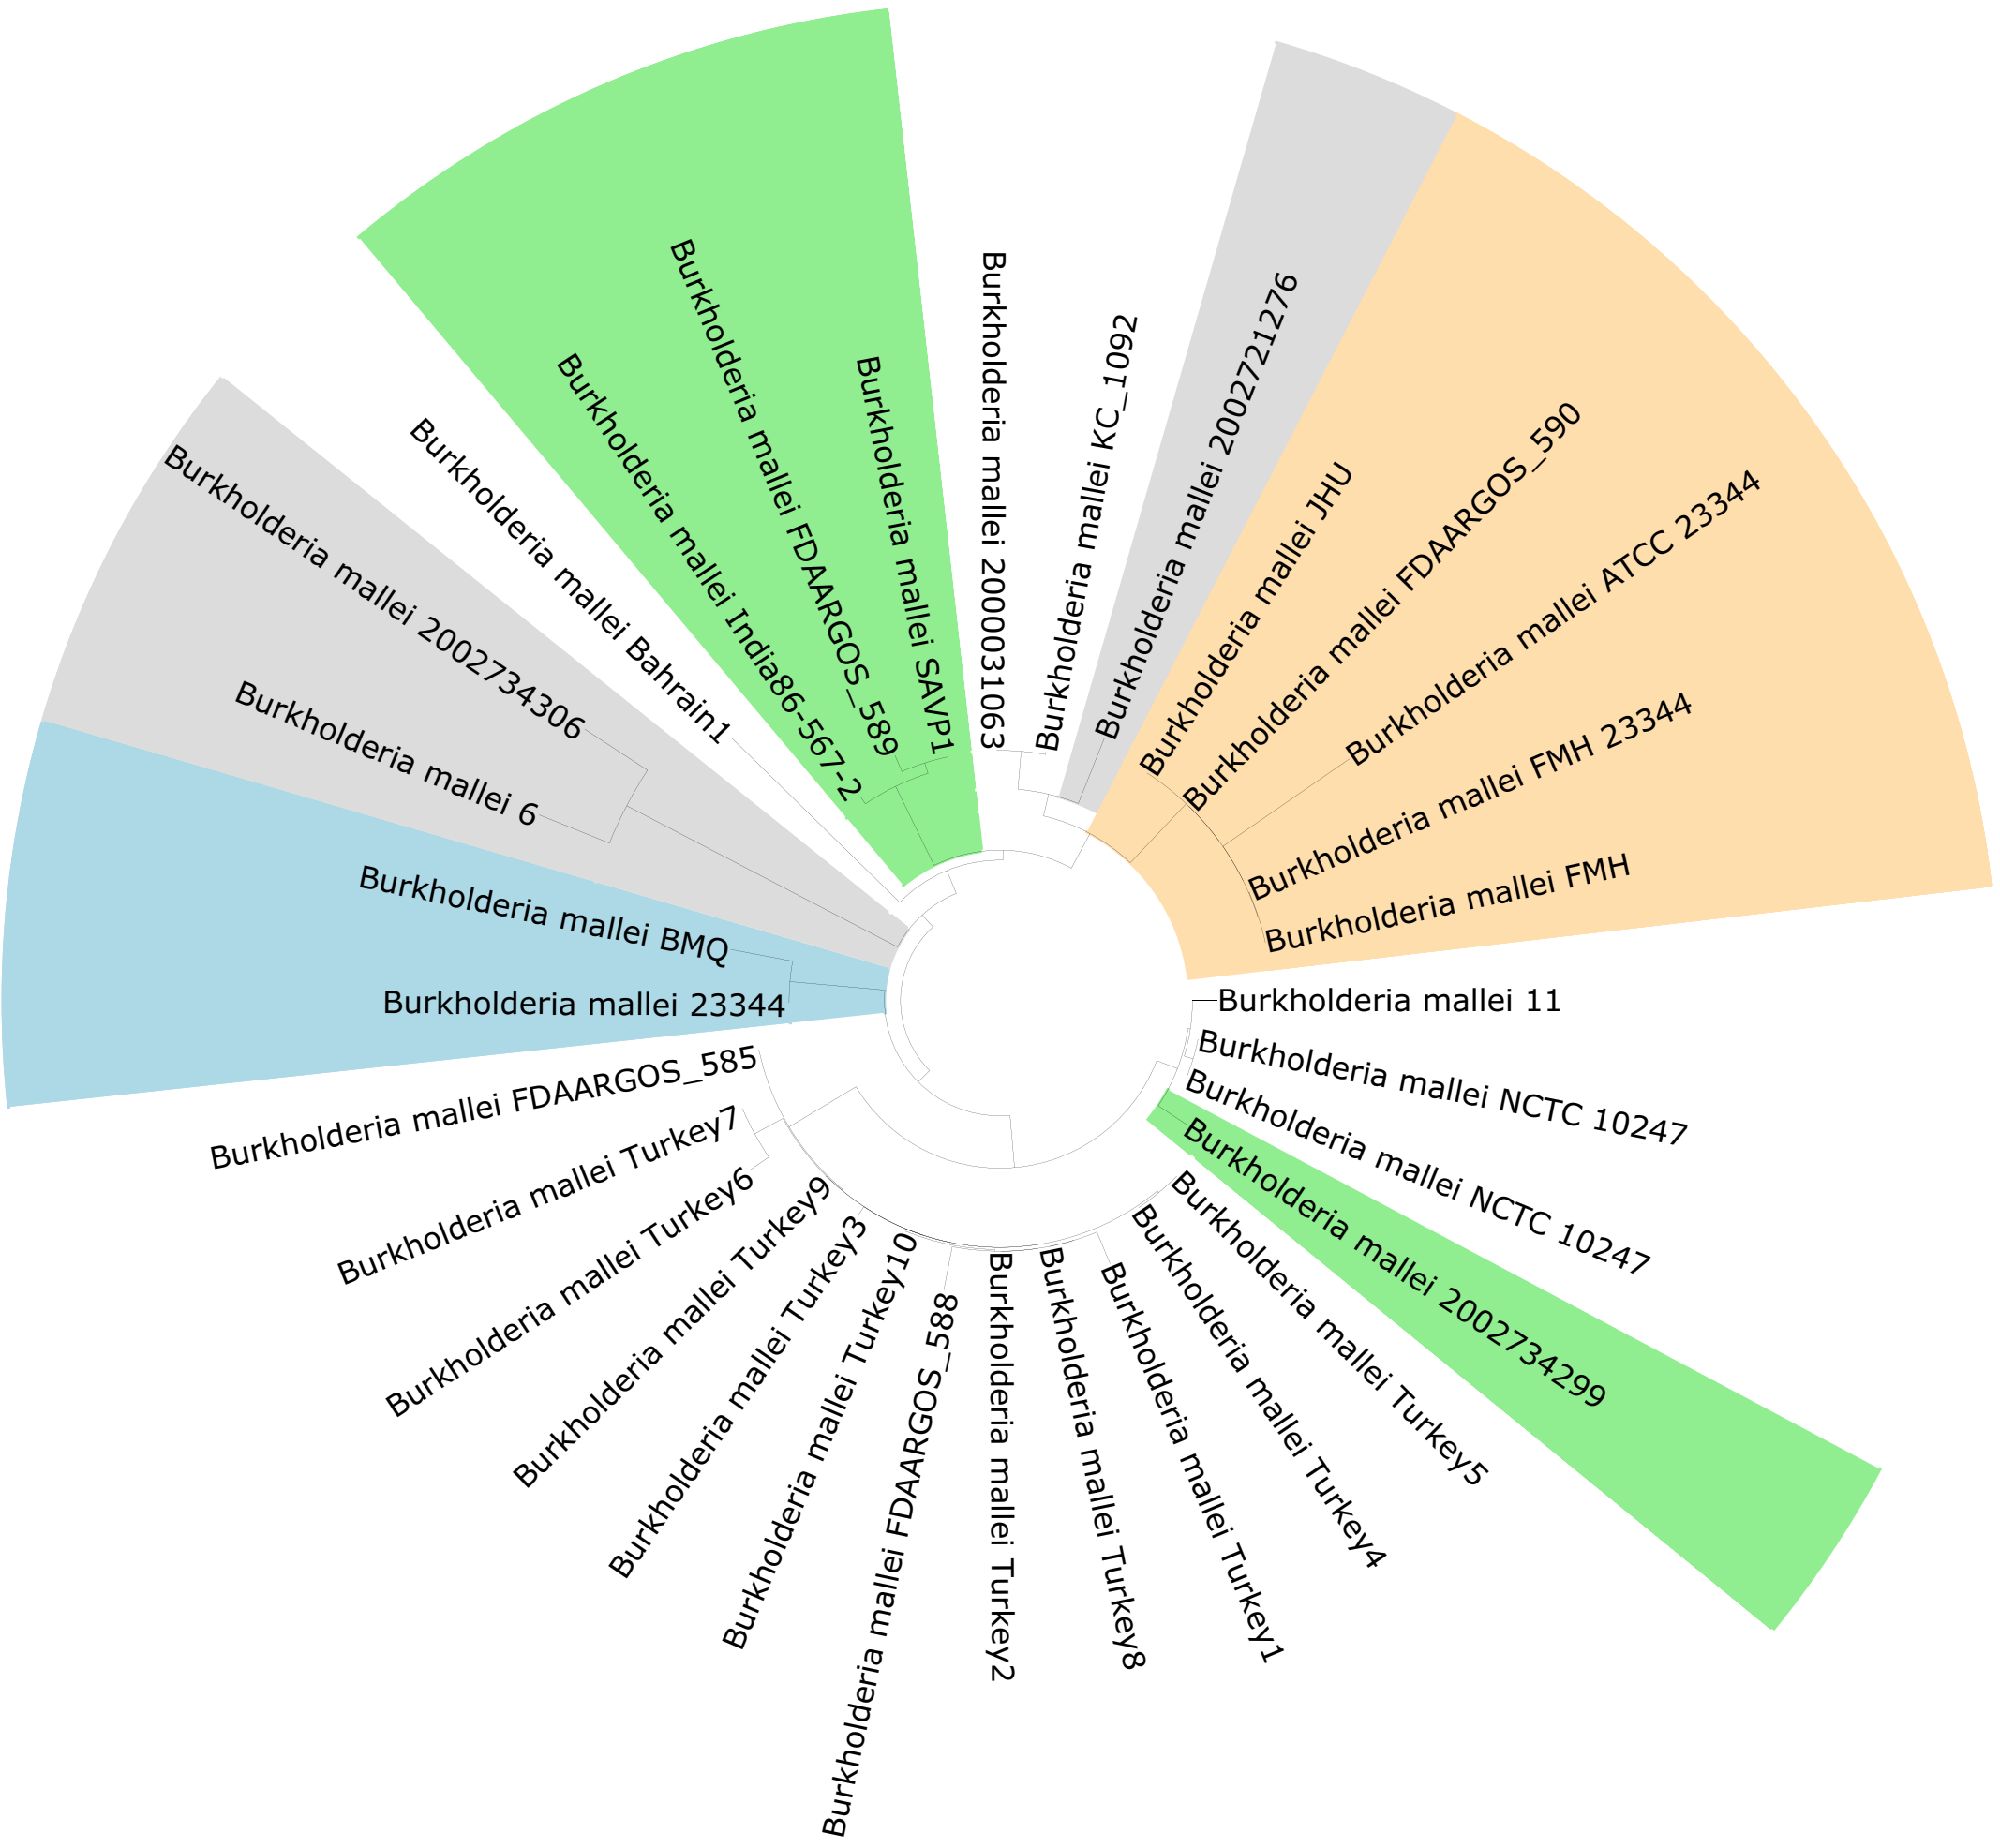 Burkholderia mallei 2000031063
Burkholderia mallei KC_1092
Burkholderia mallei 2002721276
Burkholderia mallei JHU
Burkholderia mallei FDAARGOS_590
Burkholderia mallei ATCC 23344
Burkholderia mallei FMH 23344
Burkholderia mallei FMH
Burkholderia mallei 11
Burkholderia mallei NCTC 10247
Burkholderia mallei NCTC 10247
Burkholderia mallei 2002734299
Burkholderia mallei Turkey5
Burkholderia mallei Turkey4
Burkholderia mallei Turkey1
Burkholderia mallei Turkey8
Burkholderia mallei Turkey2
Burkholderia mallei FDAARGOS_588
Burkholderia mallei Turkey10
Burkholderia mallei Turkey3
Burkholderia mallei Turkey9
Burkholderia mallei Turkey6
Burkholderia mallei Turkey7
Burkholderia mallei FDAARGOS_585
Burkholderia mallei 23344
Burkholderia mallei BMQ
Burkholderia mallei 6
Burkholderia mallei 2002734306
Burkholderia mallei Bahrain1
Burkholderia mallei India86-567-2
Burkholderia mallei FDAARGOS_589
Burkholderia mallei SAVP1